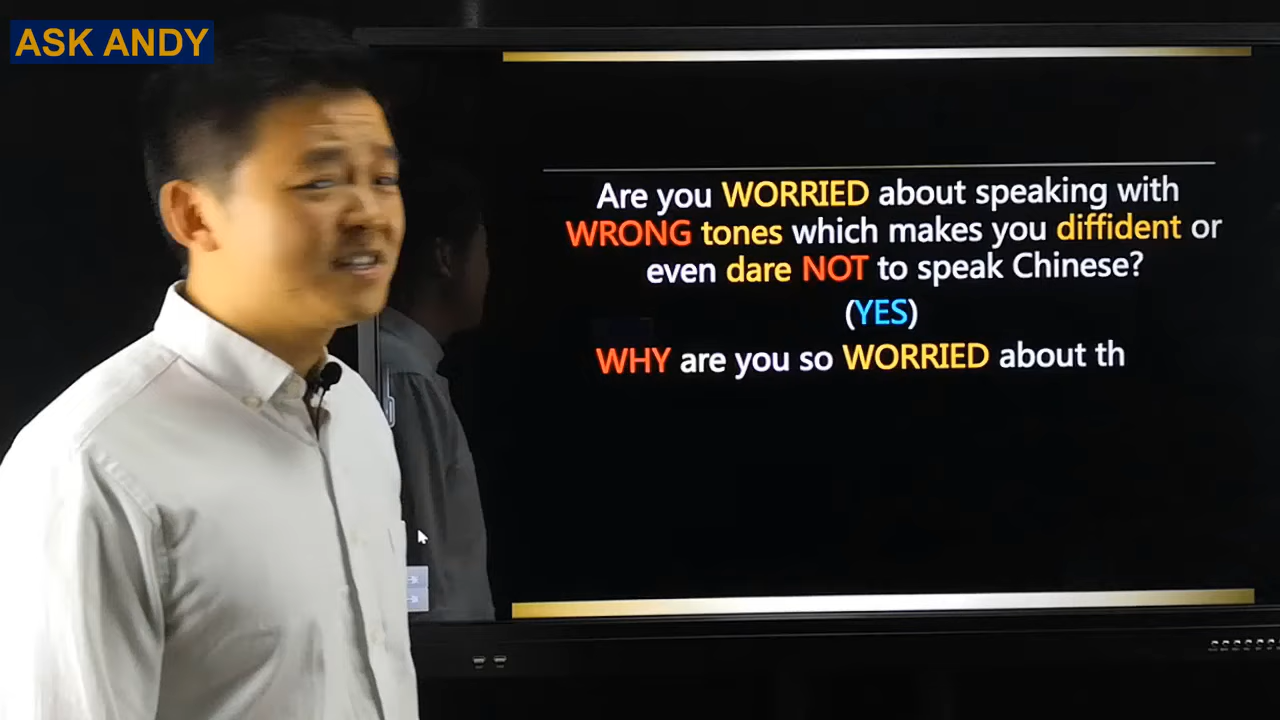 ASK ANDY
Are you WORRIED about speaking with
WRONG tones which makes you diffident or
even dare NOT to speak Chinese?
(YES)
WHY are you so WORRIED about th